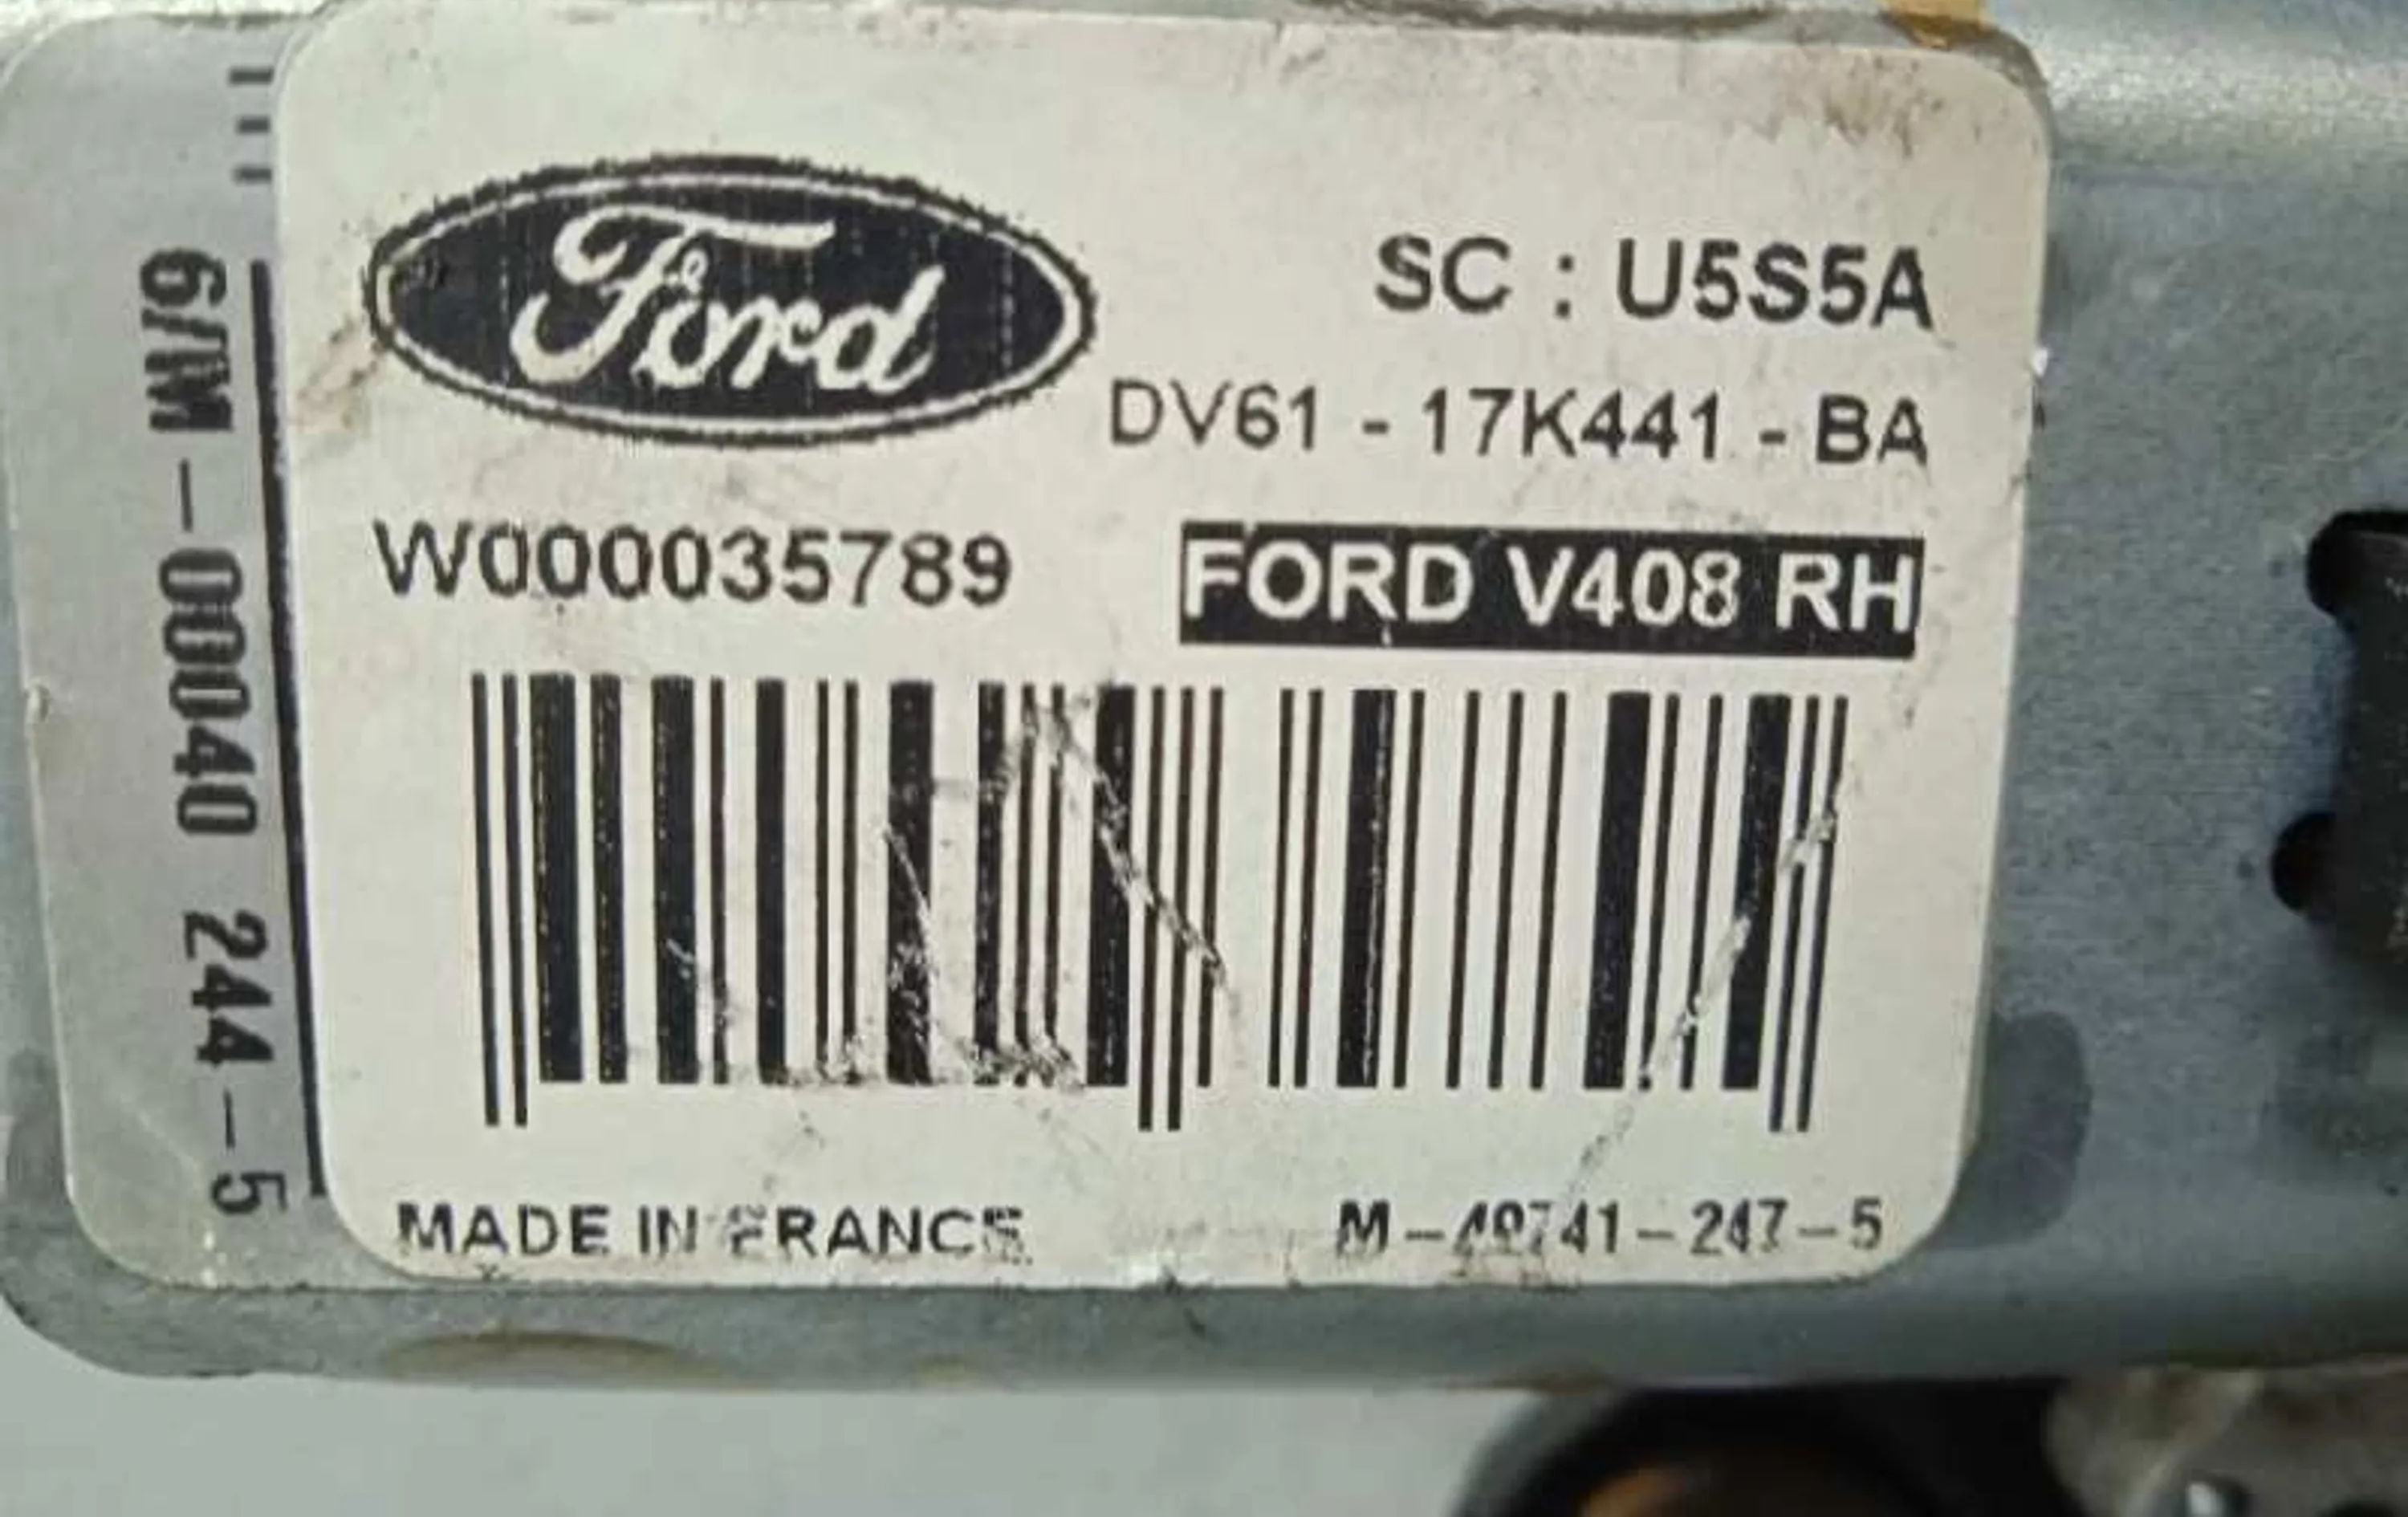 Ford
SC : U5S5A
DV61 - 17K441 - BA
W000035789
FORD V408 RH
MADE IN FRANCE
6/M-00040 244-5